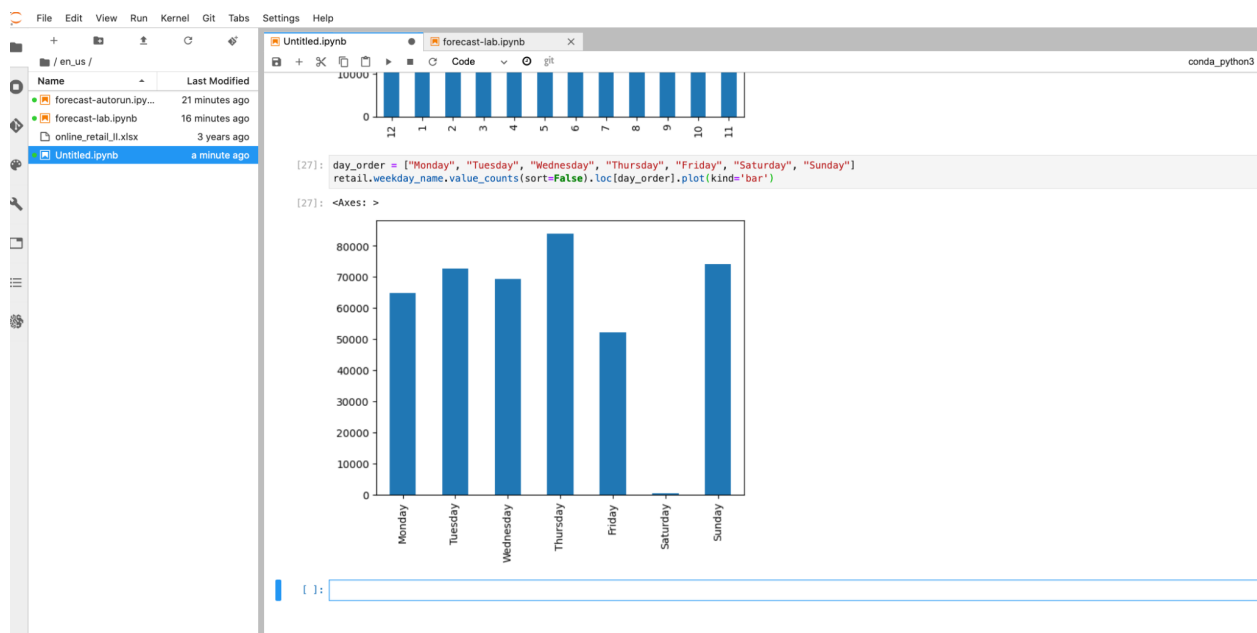 File Edit View Run Kernel Git Tabs Settings Help
Untitled.ipynb
forecast-lab.ipynb
/ en_us /
Code
git
conda_python3
Name
Last Modified
forecast-autorun.ipy...
21 minutes ago
forecast-lab.ipynb
16 minutes ago
online_retail_II.xlsx
3 years ago
Untitled.ipynb
a minute ago
10000
0
12 1 2 3 4 5 6 7 8 9 10 11
[27]: day_order = ["Monday", "Tuesday", "Wednesday", "Thursday", "Friday", "Saturday", "Sunday"]
retail.weekday_name.value_counts(sort=False).loc[day_order].plot(kind='bar')
[27]: <Axes: >
80000
70000
60000
50000
40000
30000
20000
10000
0
Monday Tuesday Wednesday Thursday Friday Saturday Sunday
[ ]: